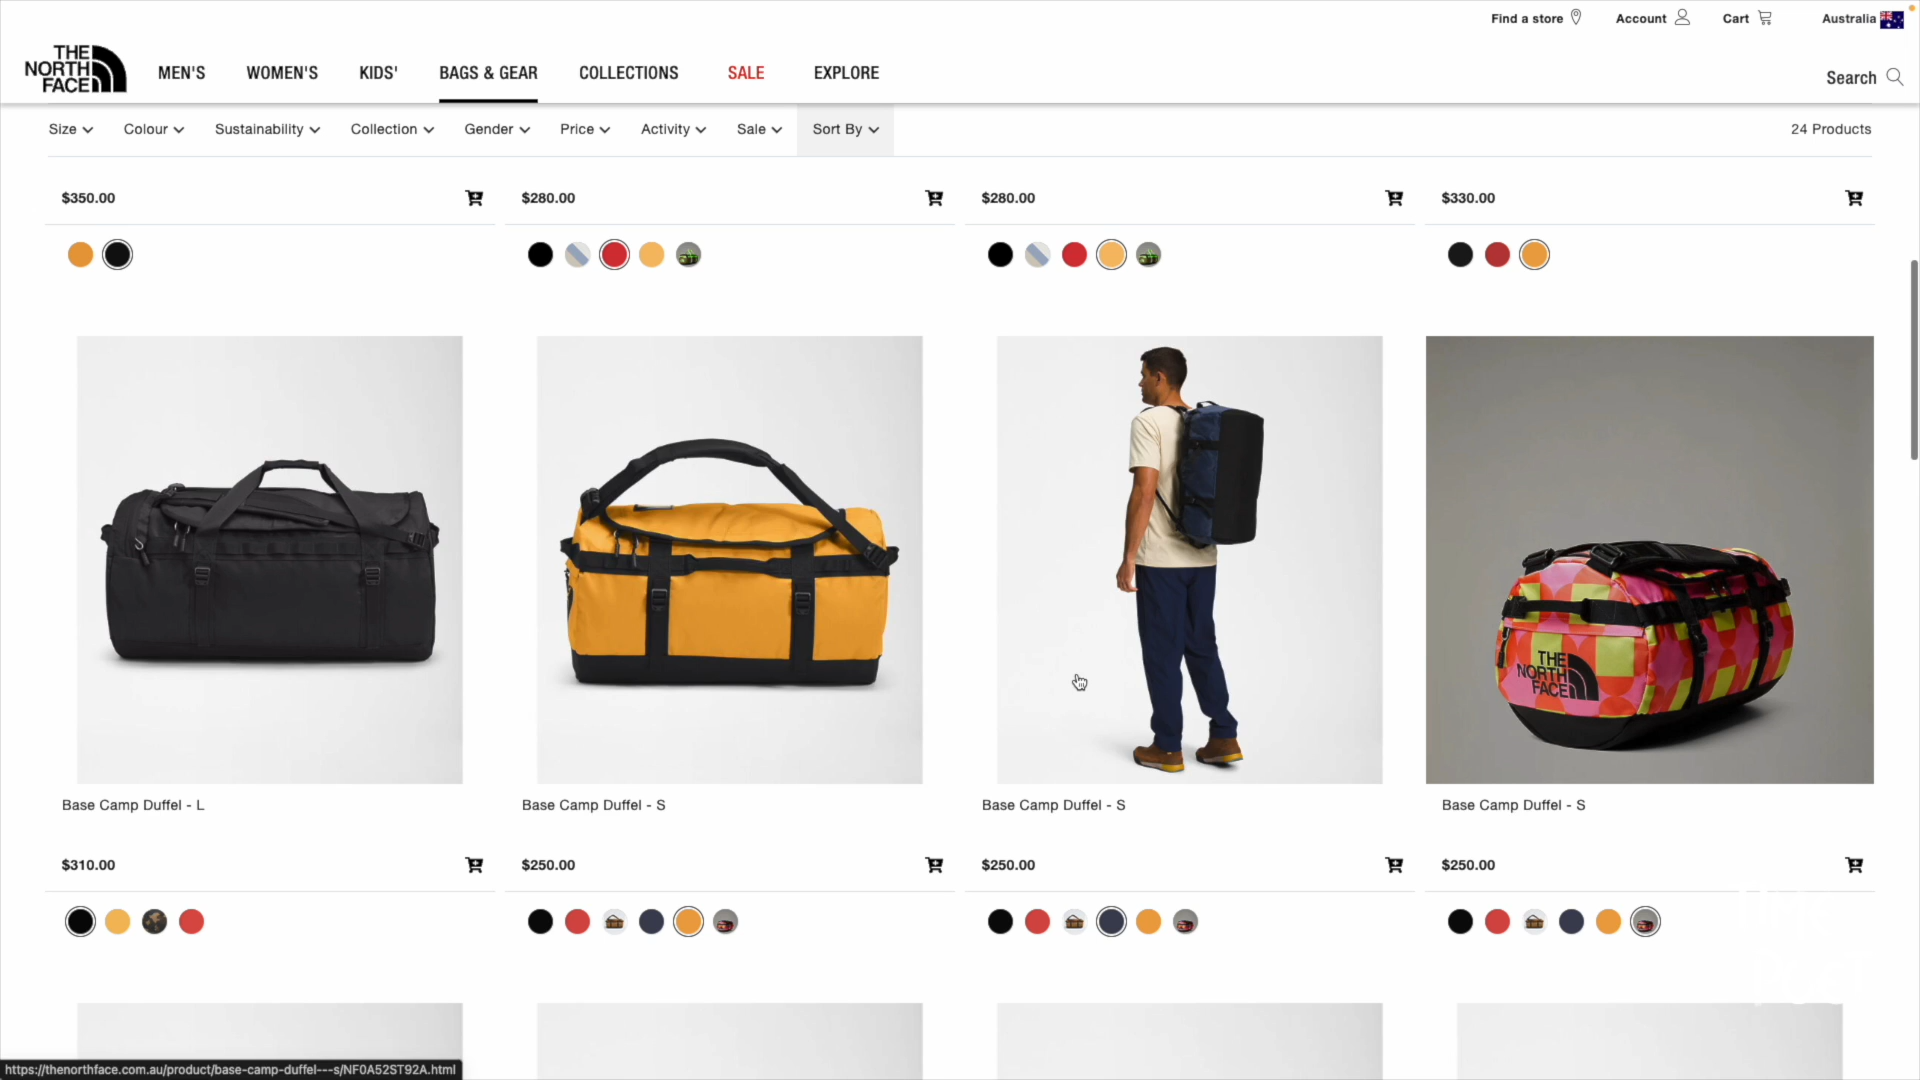 Find a store
Account
Cart
Australia
THE
NORTH
FACE
MEN'S
WOMEN'S
KIDS'
BAGS & GEAR
COLLECTIONS
SALE
EXPLORE
Search
Size
Colour
Sustainability
Collection
Gender
Price
Activity
Sale
Sort By
24 Products
$350.00
$280.00
$280.00
$330.00
THE
NORTH
FACE
Base Camp Duffel - L
Base Camp Duffel - S
Base Camp Duffel - S
Base Camp Duffel - S
$310.00
$250.00
$250.00
$250.00
https://thenorthface.com.au/product/base-camp-duffel---s/NF0A52ST92A.html